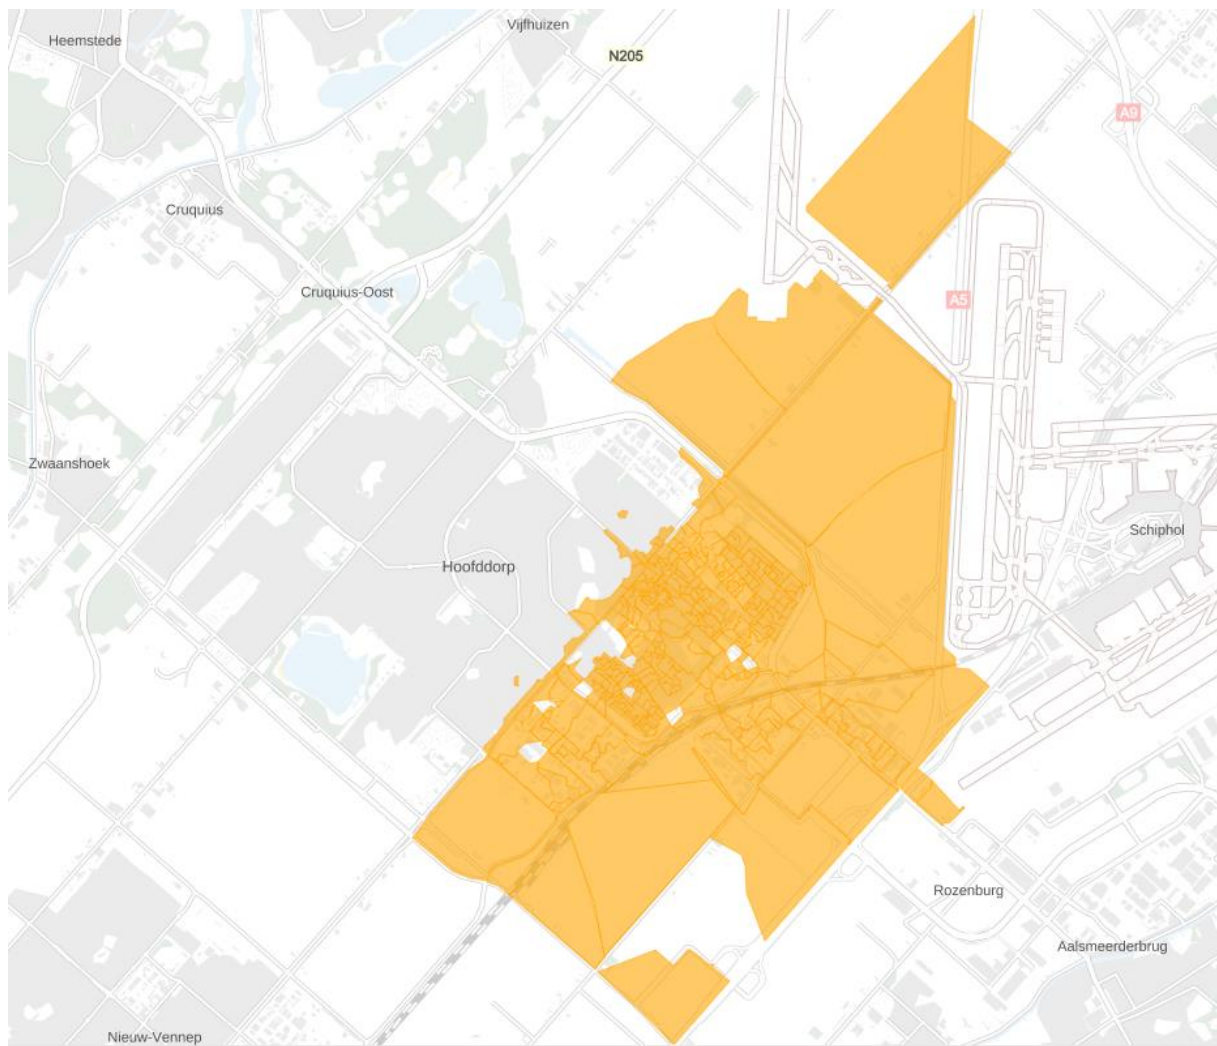 Vijfhuizen
Heemstede
N205
A9
Cruquius
Cruquius-Oost
A5
Zwaanshoek
Schiphol
Hoofddorp
Rozenburg
Aalsmeerderbrug
Nieuw-Vennep